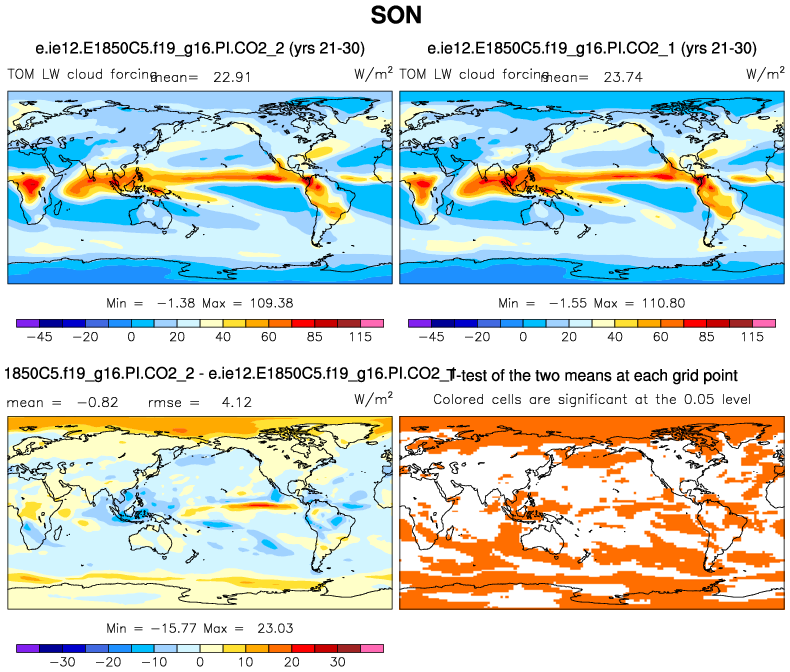 SON
e.ie12.E1850C5.f19_g16.PI.CO2_2 (yrs 21-30)
TOM LW cloud forcing mean= 22.91 W/m²
Min = −1.38 Max = 109.38
−45 −20 0 20 40 60 85 115
e.ie12.E1850C5.f19_g16.PI.CO2_1 (yrs 21-30)
TOM LW cloud forcing mean= 23.74 W/m²
Min = −1.55 Max = 110.80
−45 −20 0 20 40 60 85 115
1850C5.f19_g16.PI.CO2_2 - e.ie12.E1850C5.f19_g16.PI.CO2_1
mean = −0.82 rmse = 4.12 W/m²
Min = −15.77 Max = 23.03
−30 −20 −10 0 10 20 30
T-test of the two means at each grid point
Colored cells are significant at the 0.05 level